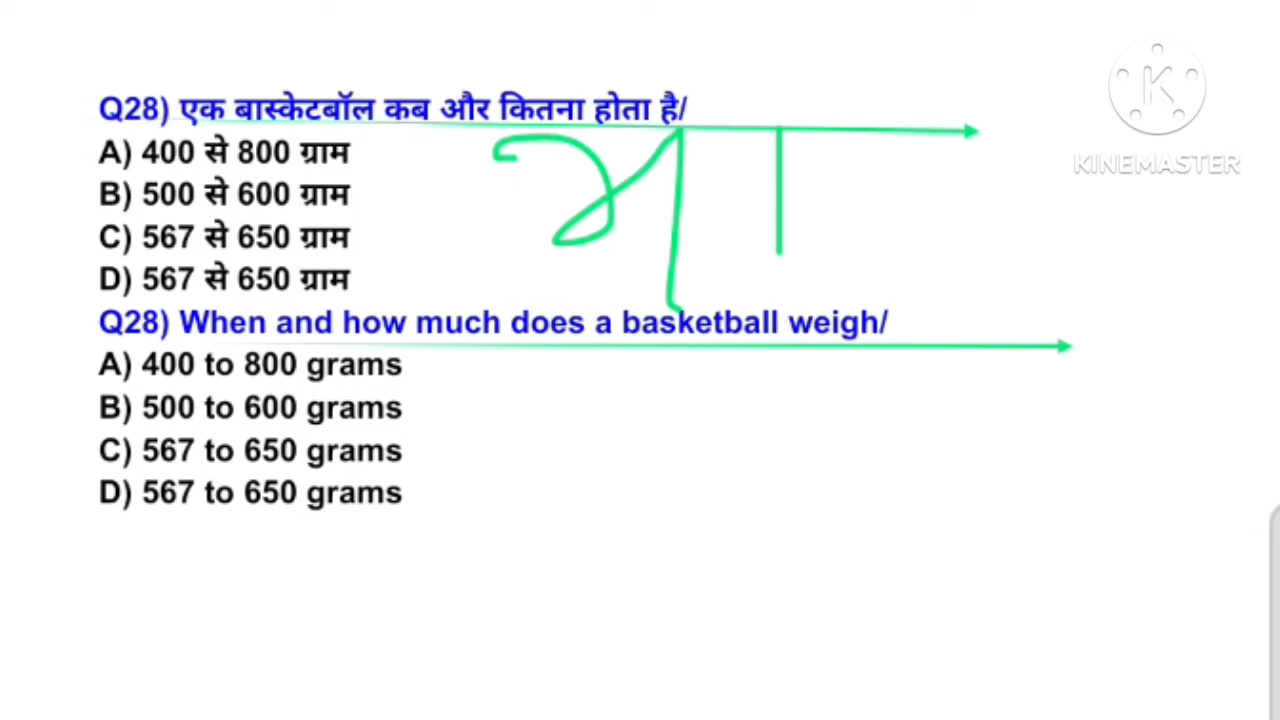 Q28) एक बास्केटबॉल कब और कितना होता है/
A) 400 से 800 ग्राम
B) 500 से 600 ग्राम
C) 567 से 650 ग्राम
D) 567 से 650 ग्राम
Q28) When and how much does a basketball weigh/
A) 400 to 800 grams
B) 500 to 600 grams
C) 567 to 650 grams
D) 567 to 650 grams
K
KINEMASTER